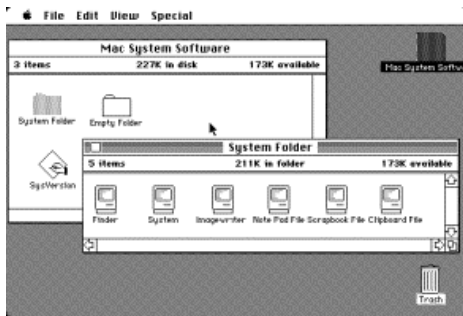 File Edit View Special
Mac System Software
3 items 227K in disk 173K available
Mac System Softw
System Folder Empty Folder
SysVersion
System Folder
5 items 211K in folder 173K available
Finder System Imagewriter Note Pad File Scrapbook File Clipboard File
Trash